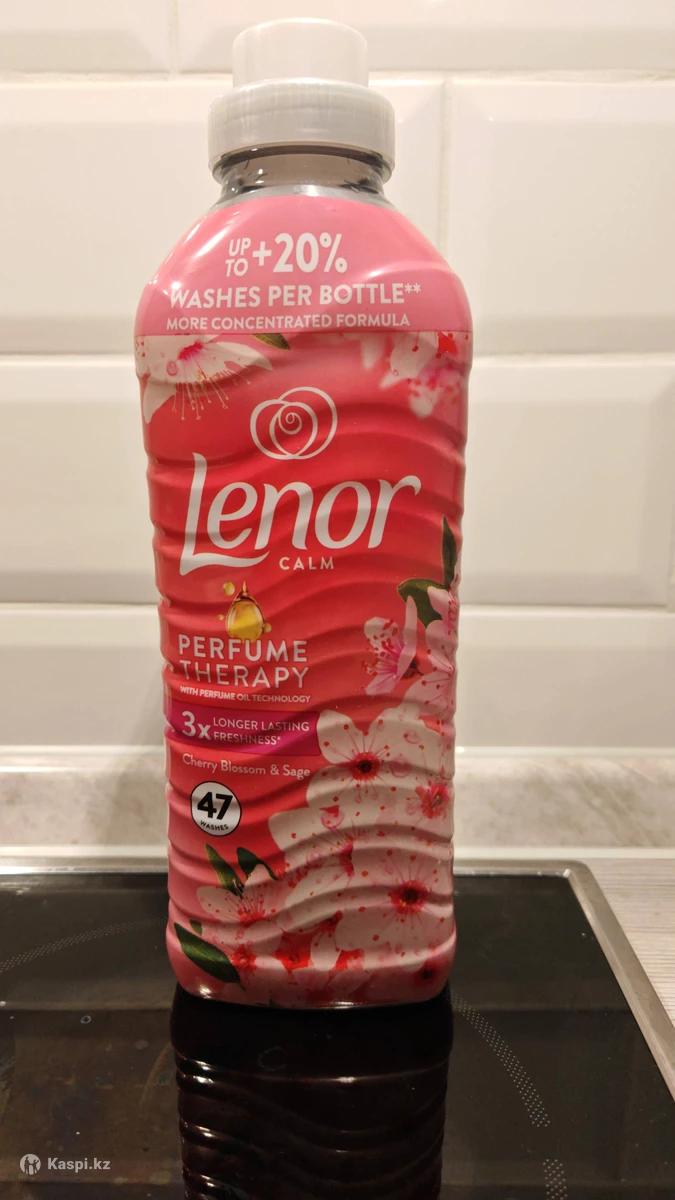 UP TO +20%
WASHES PER BOTTLE**
MORE CONCENTRATED FORMULA
Lenor
CALM
PERFUME
THERAPY
WITH PERFUME OIL TECHNOLOGY
3x LONGER LASTING
FRESHNESS*
Cherry Blossom & Sage
47
WASHES
Kaspi.kz